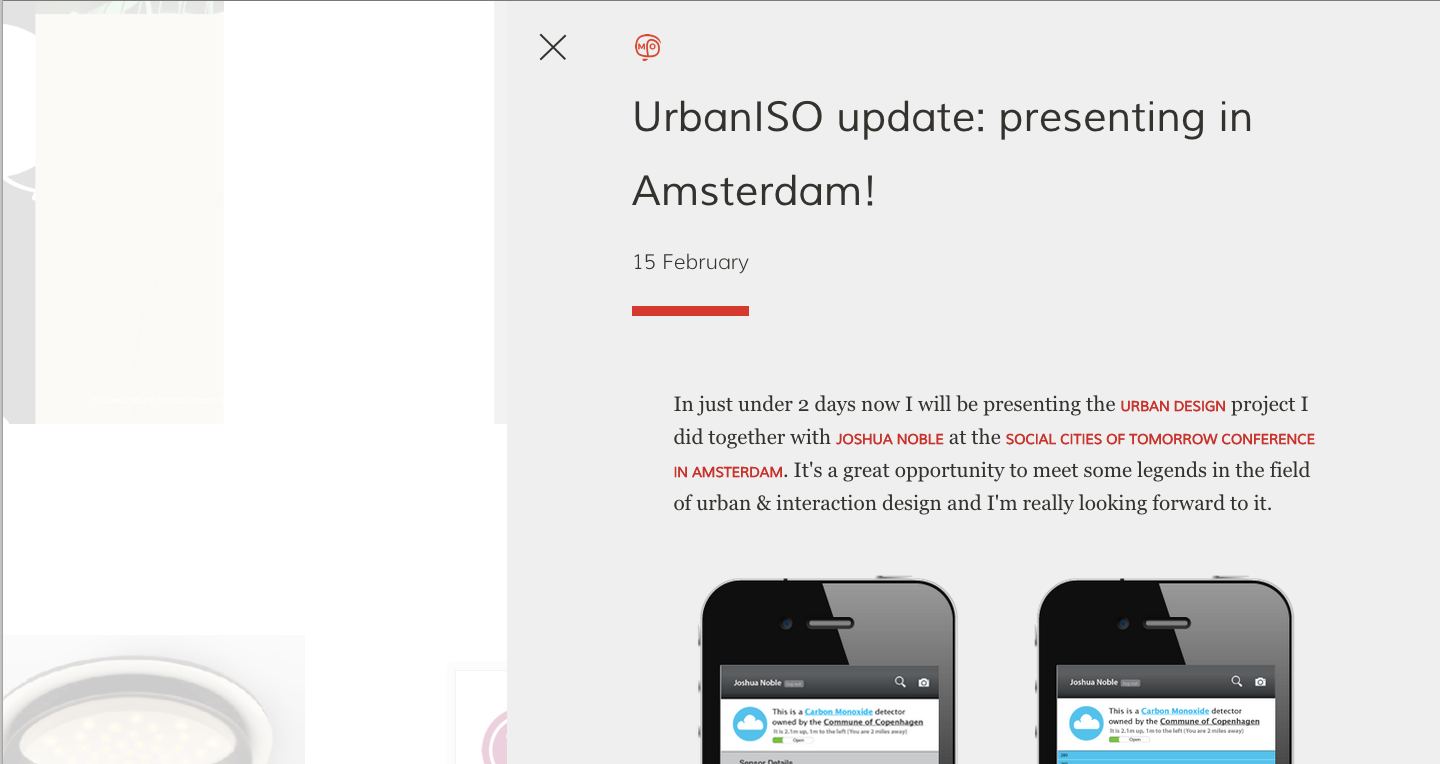 MO
UrbanISO update: presenting in
Amsterdam!
15 February
In just under 2 days now I will be presenting the URBAN DESIGN project I
did together with JOSHUA NOBLE at the SOCIAL CITIES OF TOMORROW CONFERENCE
IN AMSTERDAM. It's a great opportunity to meet some legends in the field
of urban & interaction design and I'm really looking forward to it.
Joshua Noble log out
This is a Carbon Monoxide detector
owned by the Commune of Copenhagen
It is 2.1m up, 1m to the left (You are 2 miles away)
Open
Sensor Details
Joshua Noble log out
This is a Carbon Monoxide detector
owned by the Commune of Copenhagen
It is 2.1m up, 1m to the left (You are 2 miles away)
Open